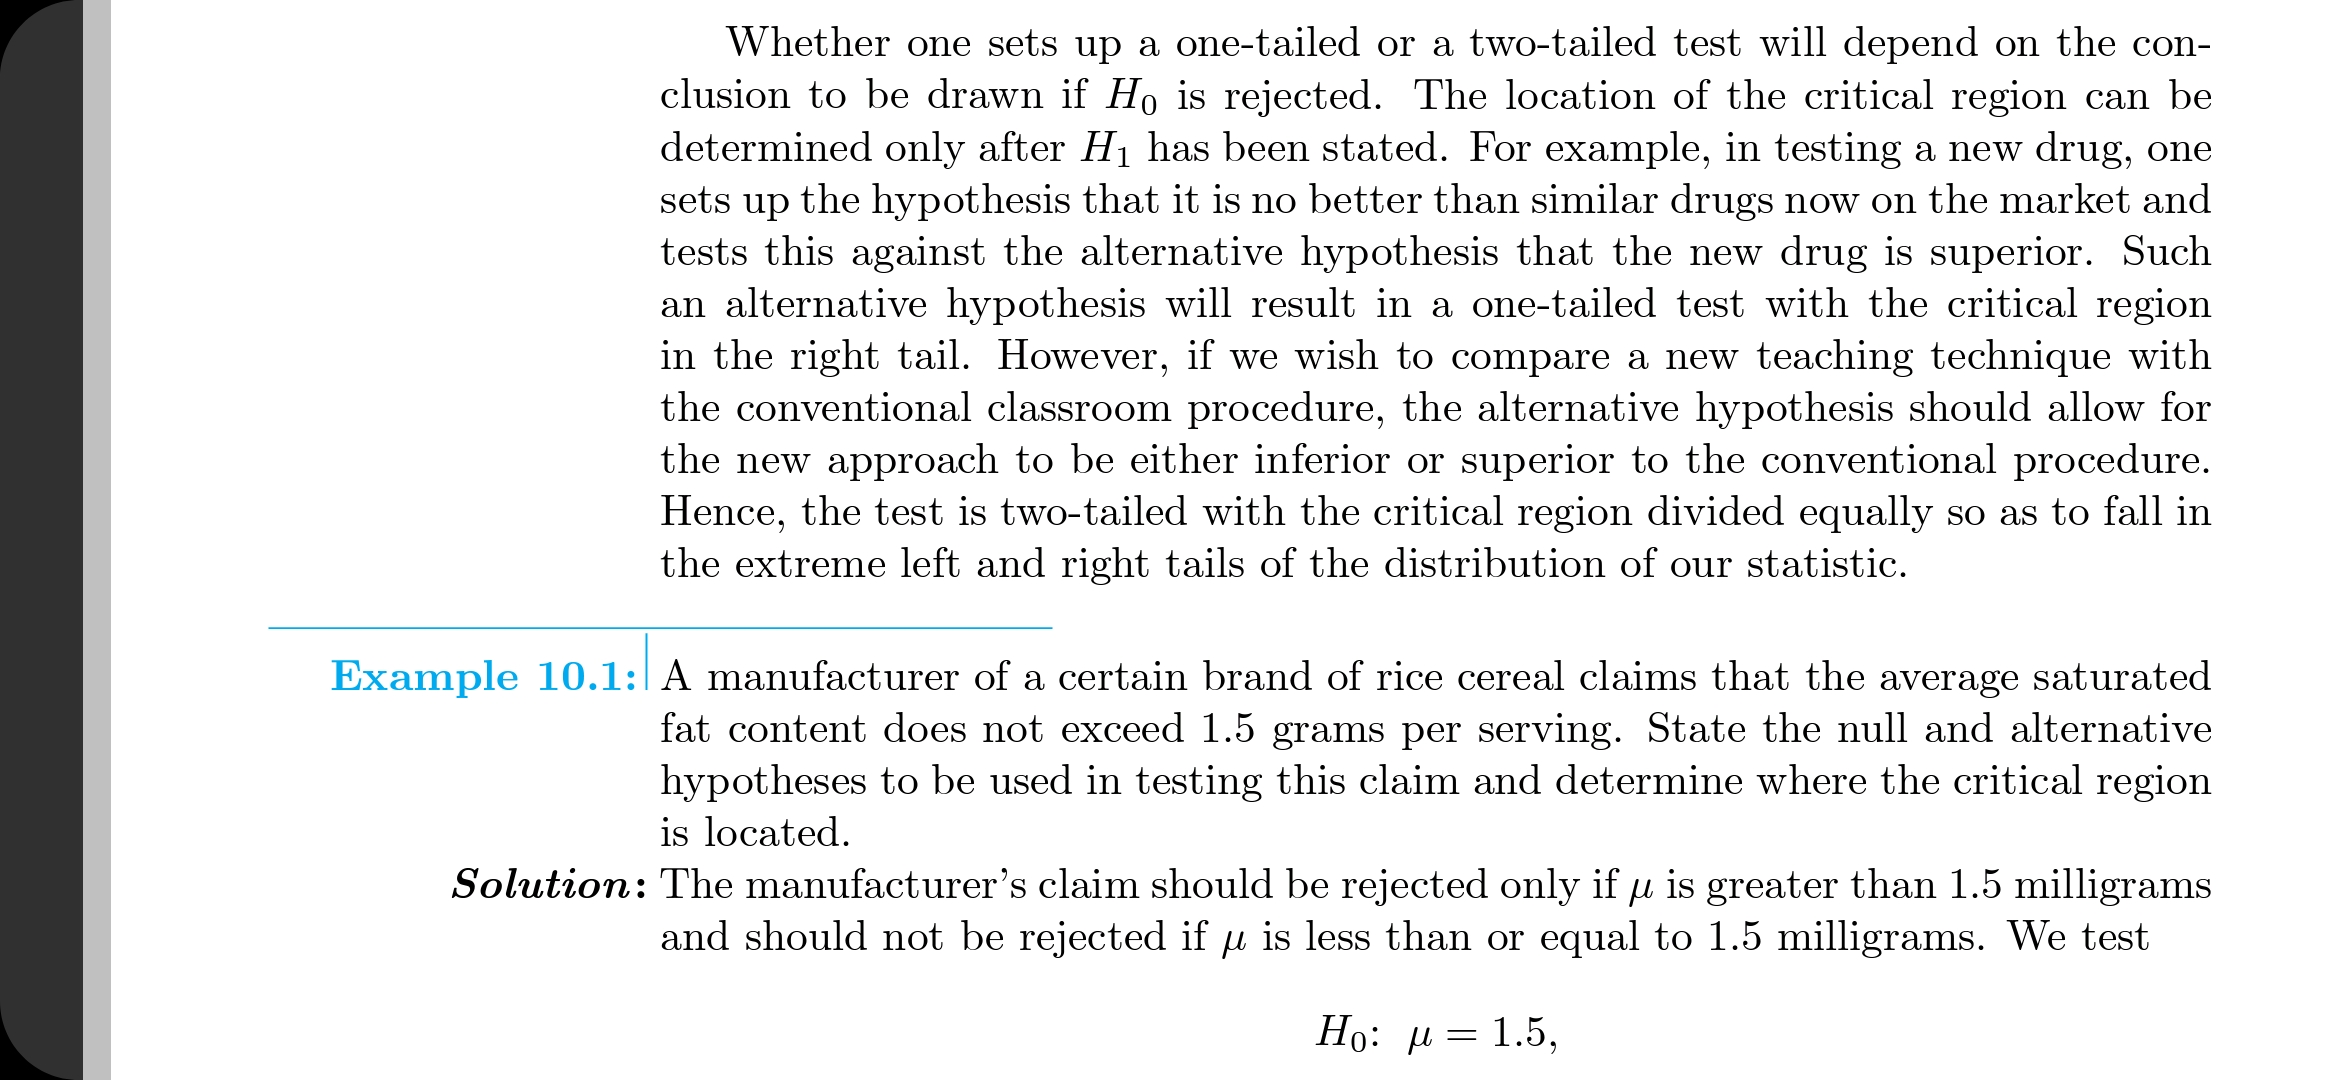 Whether one sets up a one-tailed or a two-tailed test will depend on the con-
clusion to be drawn if H₀ is rejected. The location of the critical region can be
determined only after H₁ has been stated. For example, in testing a new drug, one
sets up the hypothesis that it is no better than similar drugs now on the market and
tests this against the alternative hypothesis that the new drug is superior. Such
an alternative hypothesis will result in a one-tailed test with the critical region
in the right tail. However, if we wish to compare a new teaching technique with
the conventional classroom procedure, the alternative hypothesis should allow for
the new approach to be either inferior or superior to the conventional procedure.
Hence, the test is two-tailed with the critical region divided equally so as to fall in
the extreme left and right tails of the distribution of our statistic.
Example 10.1: A manufacturer of a certain brand of rice cereal claims that the average saturated
fat content does not exceed 1.5 grams per serving. State the null and alternative
hypotheses to be used in testing this claim and determine where the critical region
is located.
Solution: The manufacturer's claim should be rejected only if μ is greater than 1.5 milligrams
and should not be rejected if μ is less than or equal to 1.5 milligrams. We test
H₀: μ = 1.5,